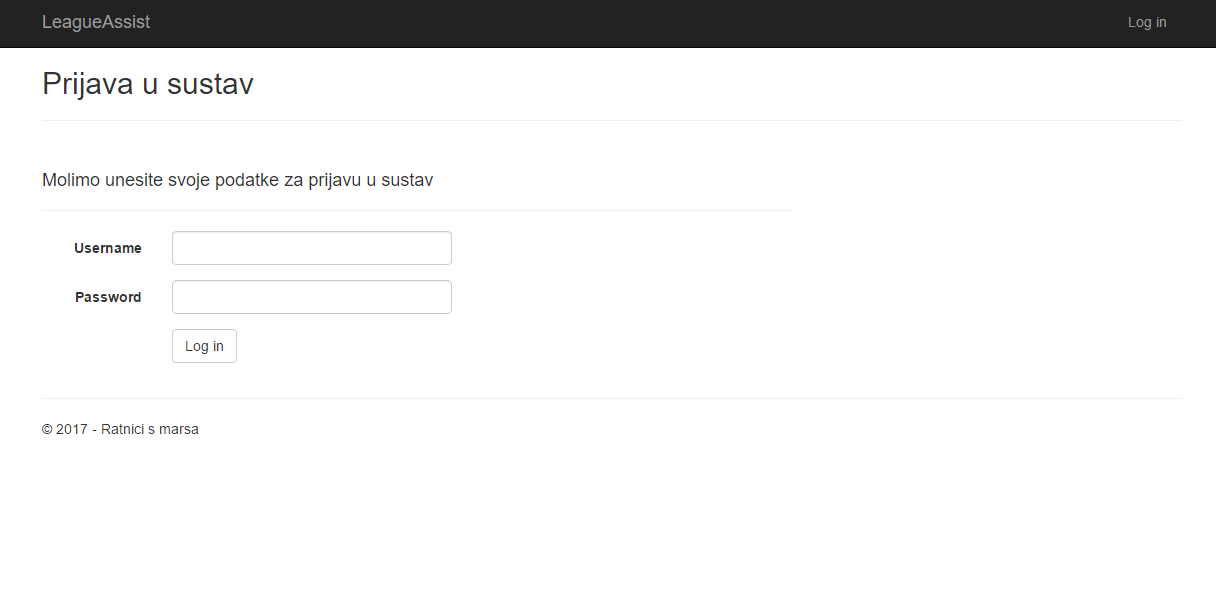 LeagueAssist Log in
Prijava u sustav
Molimo unesite svoje podatke za prijavu u sustav
Username
Password
Log in
© 2017 - Ratnici s marsa